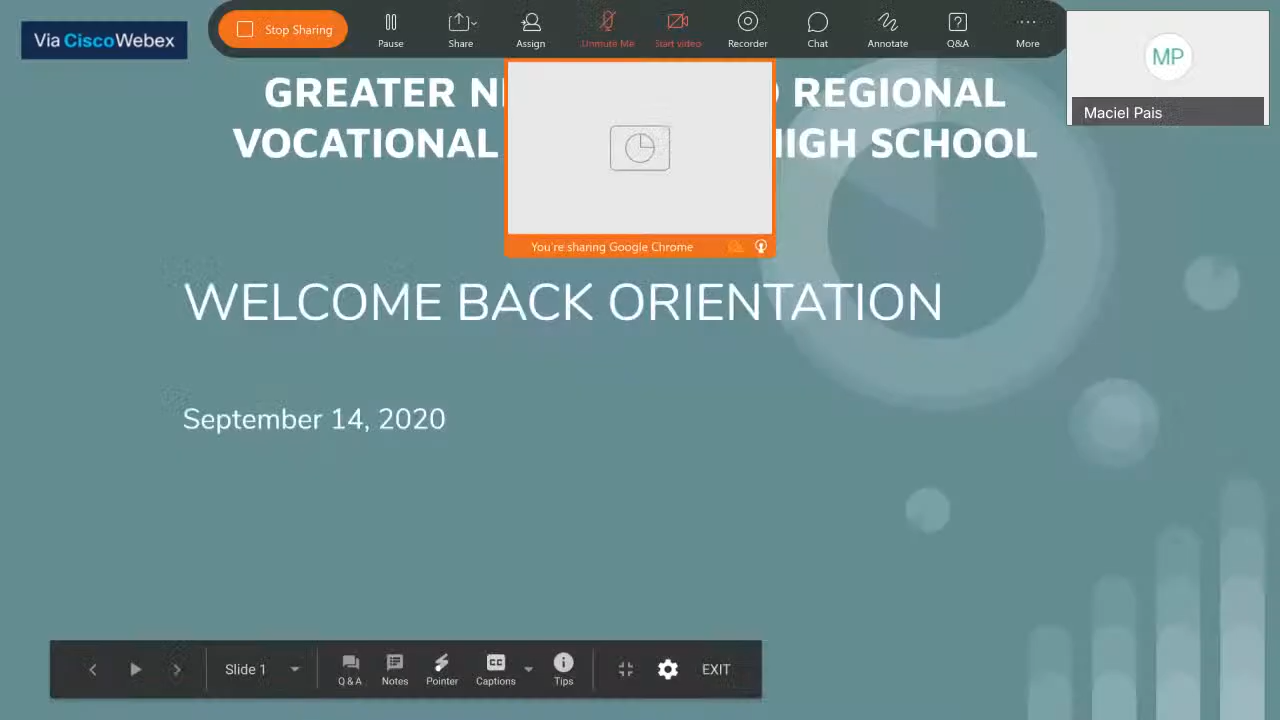 Via CiscoWebex
Stop Sharing
Pause
Share
Assign
Unmute Me
Start video
Recorder
Chat
Annotate
Q&A
More
MP
Maciel Pais
GREATER N REGIONAL
VOCATIONAL HIGH SCHOOL
You're sharing Google Chrome
WELCOME BACK ORIENTATION
September 14, 2020
Slide 1
Q & A
Notes
Pointer
CC
Captions
Tips
EXIT